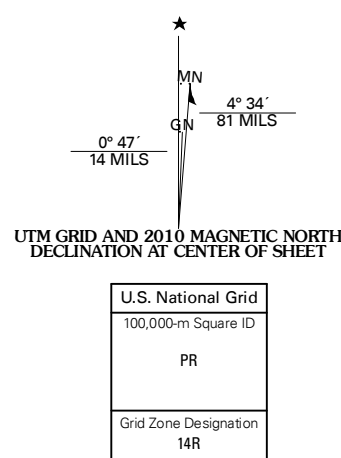 MN
4° 34´
81 MILS
GN
0° 47´
14 MILS
UTM GRID AND 2010 MAGNETIC NORTH
DECLINATION AT CENTER OF SHEET
U.S. National Grid
100,000-m Square ID
PR
Grid Zone Designation
14R